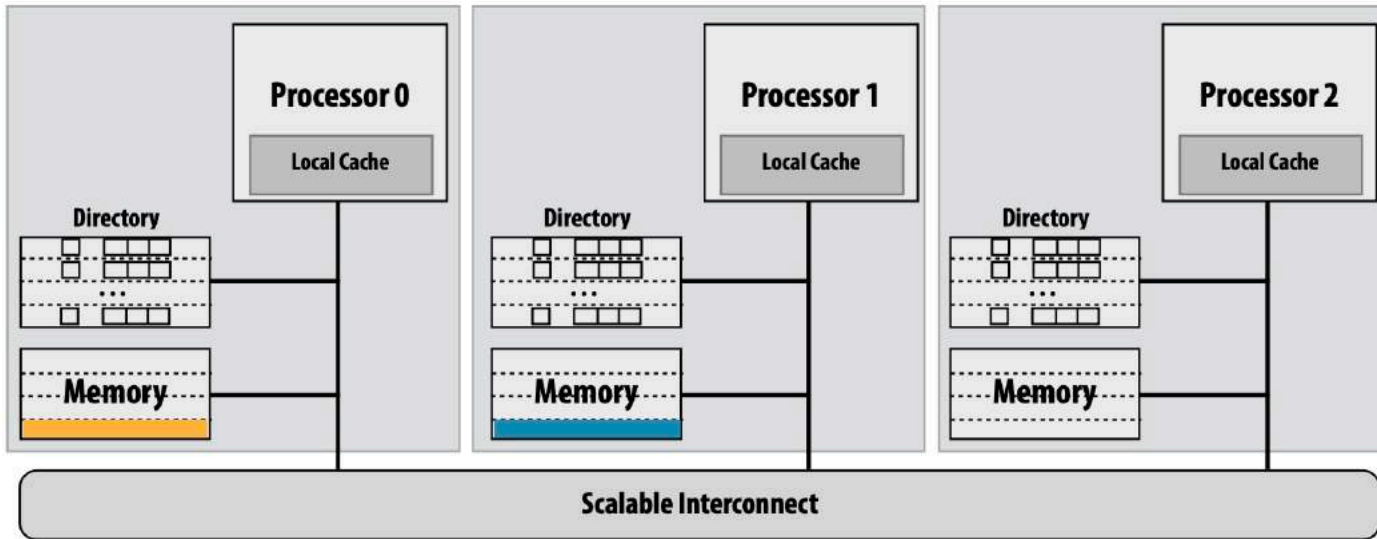 Processor 0
Processor 1
Processor 2
Local Cache
Local Cache
Local Cache
Directory
Directory
Directory
...
...
...
Memory
Memory
Memory
Scalable Interconnect